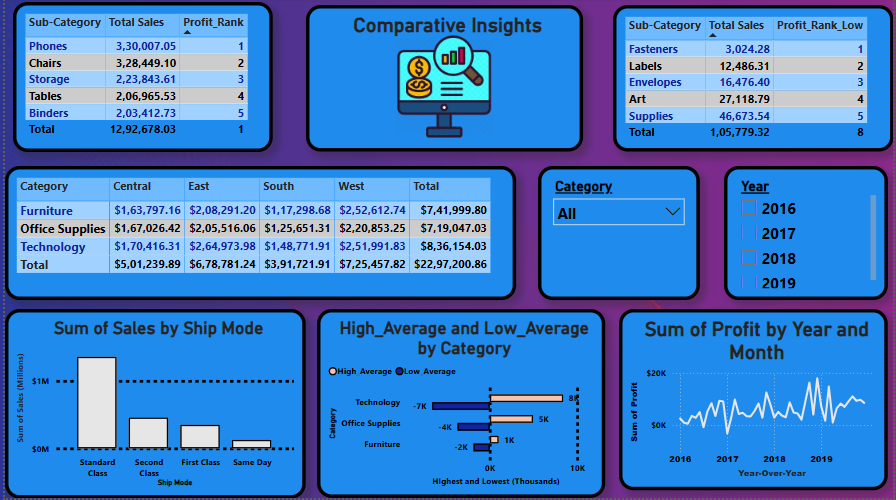 Sub-Category Total Sales Profit_Rank
Phones 3,30,007.05 1
Chairs 3,28,449.10 2
Storage 2,23,843.61 3
Tables 2,06,965.53 4
Binders 2,03,412.73 5
Total 12,92,678.03 1
Comparative Insights
Sub-Category Total Sales Profit_Rank_Low
Fasteners 3,024.28 1
Labels 12,486.31 2
Envelopes 16,476.40 3
Art 27,118.79 4
Supplies 46,673.54 5
Total 1,05,779.32 8
Category Central East South West Total
Furniture $1,63,797.16 $2,08,291.20 $1,17,298.68 $2,52,612.74 $7,41,999.80
Office Supplies $1,67,026.42 $2,05,516.06 $1,25,651.31 $2,20,853.25 $7,19,047.03
Technology $1,70,416.31 $2,64,973.98 $1,48,771.91 $2,51,991.83 $8,36,154.03
Total $5,01,239.89 $6,78,781.24 $3,91,721.91 $7,25,457.82 $22,97,200.86
Category
All
Year
2016
2017
2018
2019
Sum of Sales by Ship Mode
Sum of Sales (Millions)
$1M
$0M
Standard Class
Second Class
First Class
Same Day
Ship Mode
High_Average and Low_Average
by Category
High_Average Low_Average
Category
Technology -7K 8K
Office Supplies -4K 5K
Furniture -2K 1K
0K 10K
Highest and Lowest (Thousands)
Sum of Profit by Year and
Month
Sum of Profit
$20K
$0K
2016 2017 2018 2019
Year-Over-Year